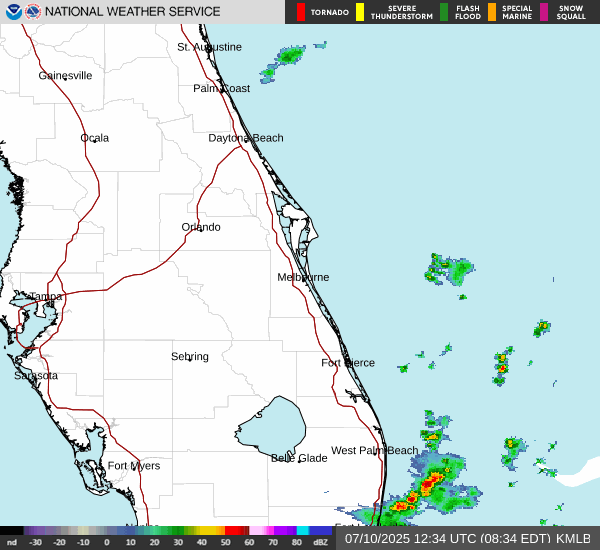 NATIONAL WEATHER SERVICE
TORNADO
SEVERE THUNDERSTORM
FLASH FLOOD
SPECIAL MARINE
SNOW SQUALL
St. Augustine
Gainesville
Palm Coast
Ocala
Daytona Beach
Orlando
Melbourne
Tampa
Sebring
Fort Pierce
Sarasota
West Palm Beach
Belle Glade
Fort Myers
nd -30 -20 -10 0 10 20 30 40 50 60 70 80 dBZ
07/10/2025 12:34 UTC (08:34 EDT) KMLB